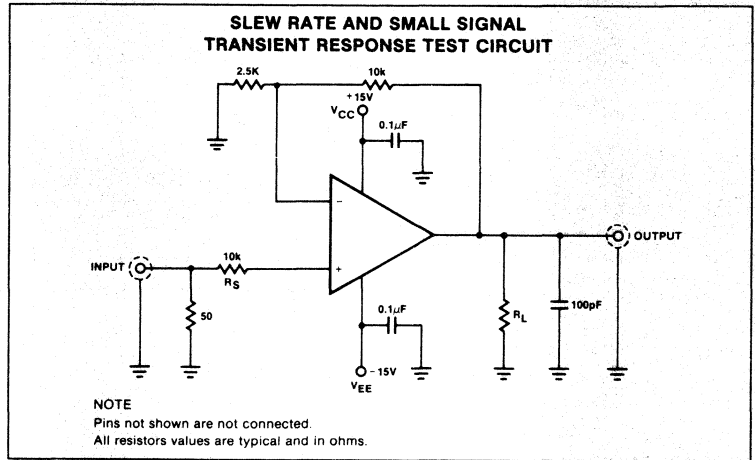 SLEW RATE AND SMALL SIGNAL
TRANSIENT RESPONSE TEST CIRCUIT
2.5K
10k
+15V
VCC
0.1μF
−
+
INPUT
10k
RS
50
OUTPUT
RL
100pF
0.1μF
−15V
VEE
NOTE
Pins not shown are not connected.
All resistors values are typical and in ohms.